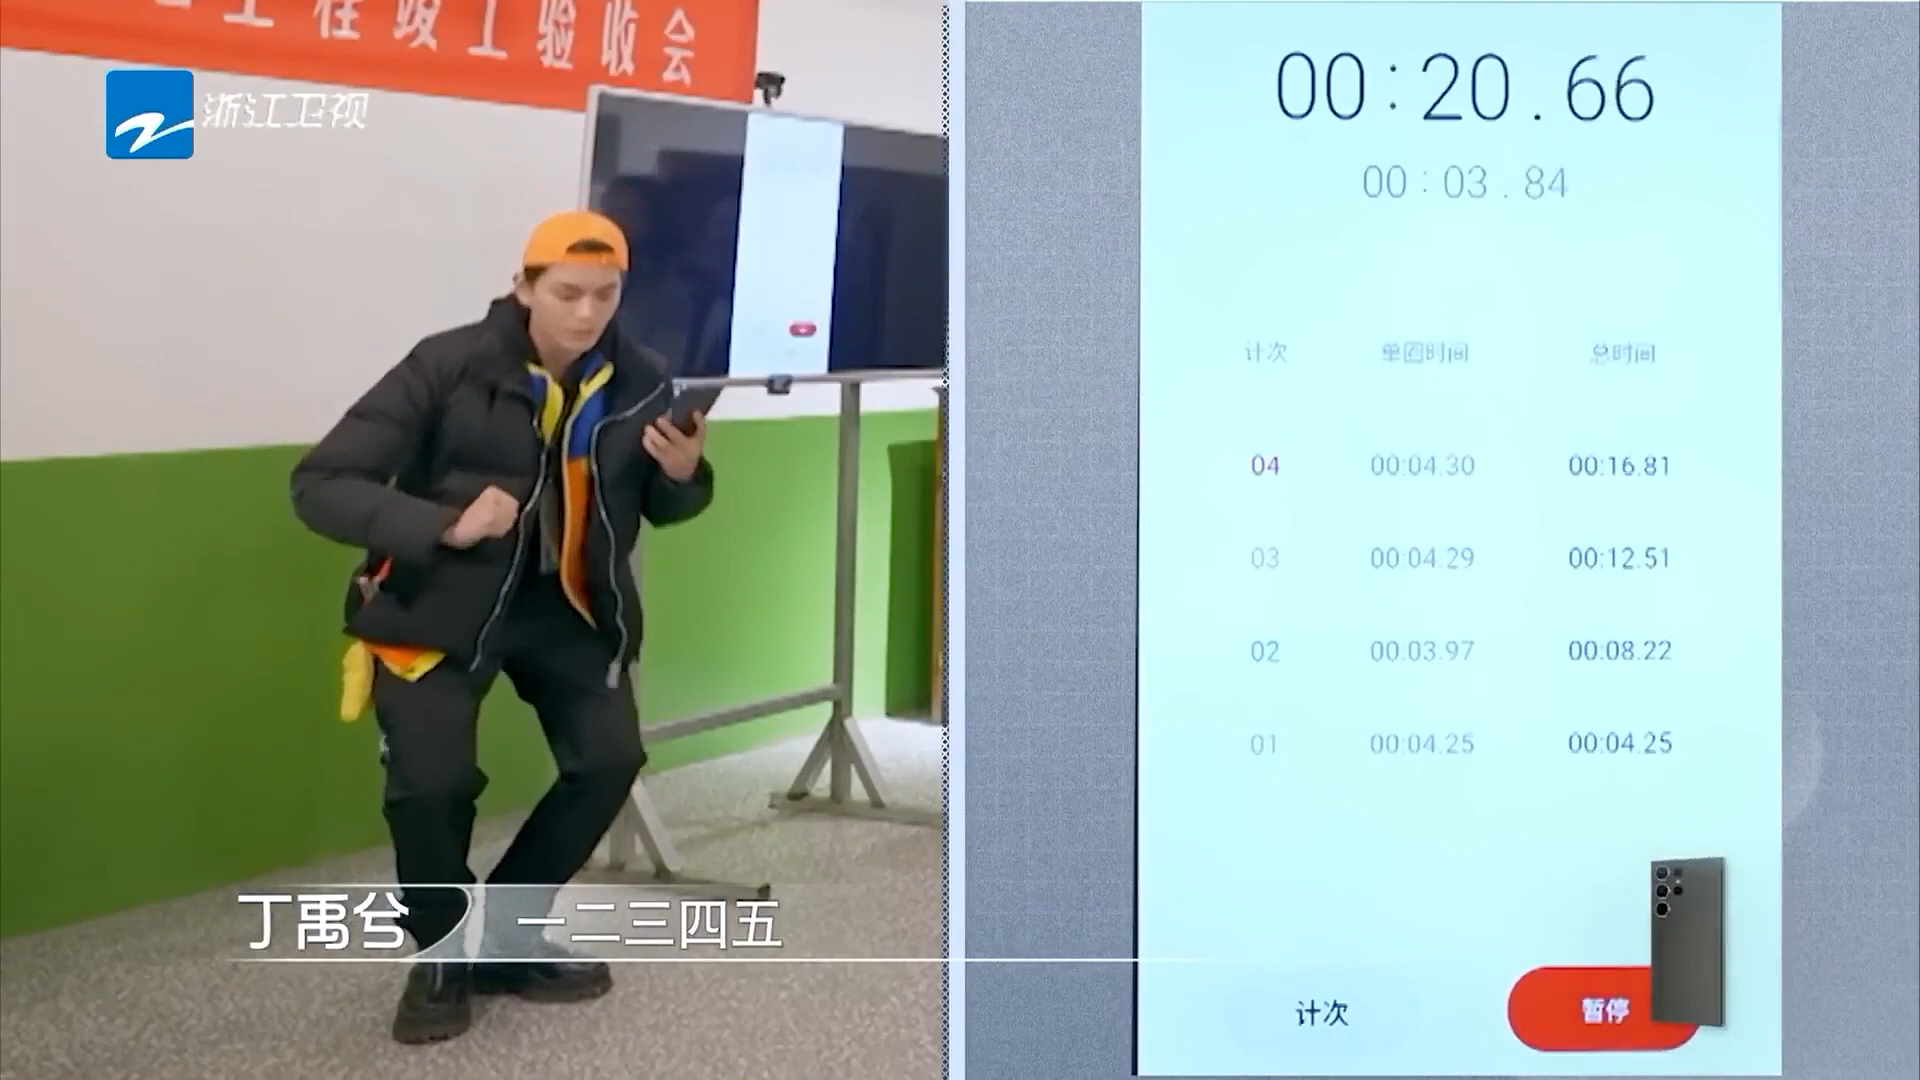 工程竣工验收会
浙江卫视
00:20.66
00:03.84
计次 单圈时间 总时间
04 00:04.30 00:16.81
03 00:04.29 00:12.51
02 00:03.97 00:08.22
01 00:04.25 00:04.25
丁禹兮 一二三四五
计次 暂停